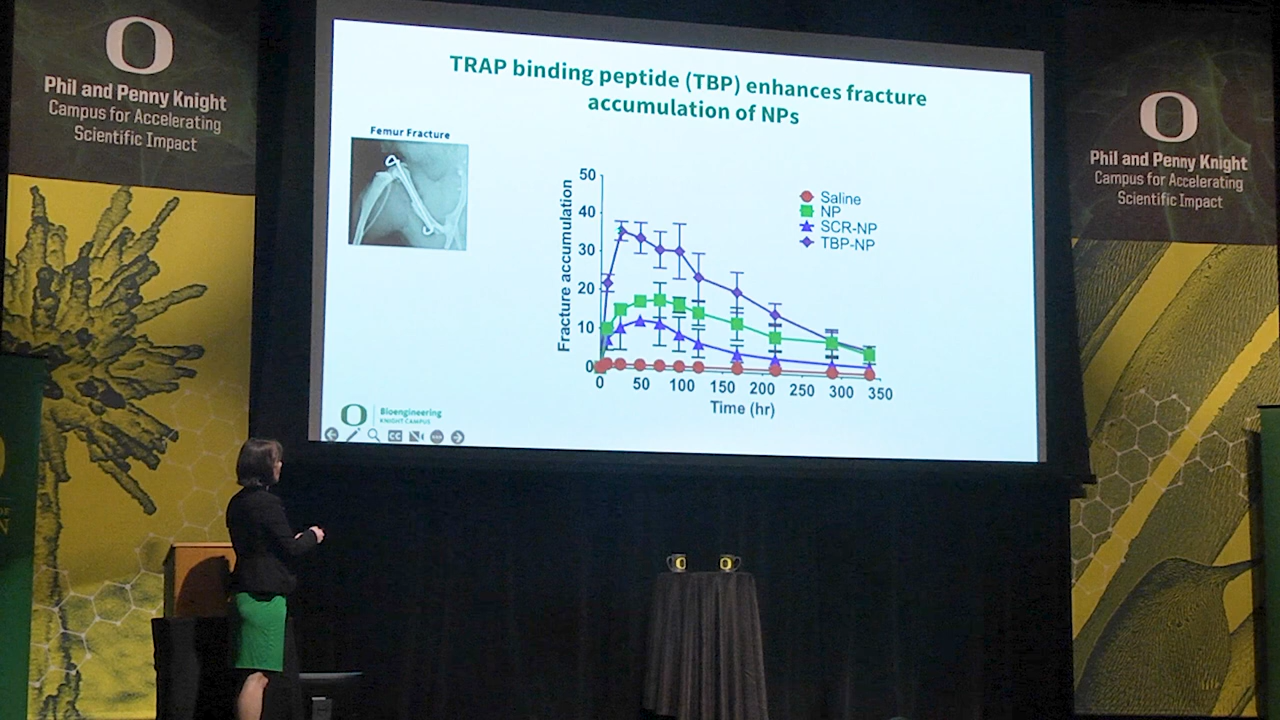 O
Phil and Penny Knight
Campus for Accelerating
Scientific Impact
TRAP binding peptide (TBP) enhances fracture
accumulation of NPs
Femur Fracture
Fracture accumulation
50
40
30
20
10
0
0 50 100 150 200 250 300 350
Time (hr)
Saline
NP
SCR-NP
TBP-NP
O
Bioengineering
KNIGHT CAMPUS
CC
O
Phil and Penny Knight
Campus for Accelerating
Scientific Impact